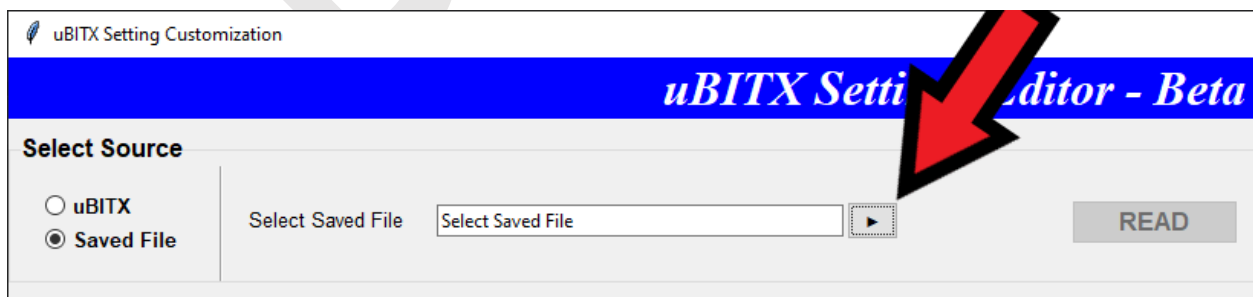 uBITX Setting Customization
uBITX Setti ditor - Beta
Select Source
uBITX
Saved File
Select Saved File
Select Saved File
READ